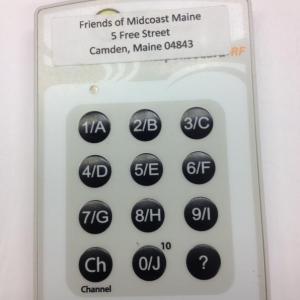 Friends of Midcoast Maine
5 Free Street
Camden, Maine 04843
RF
1/A 2/B 3/C
4/D 5/E 6/F
7/G 8/H 9/I
10
Ch 0/J ?
Channel